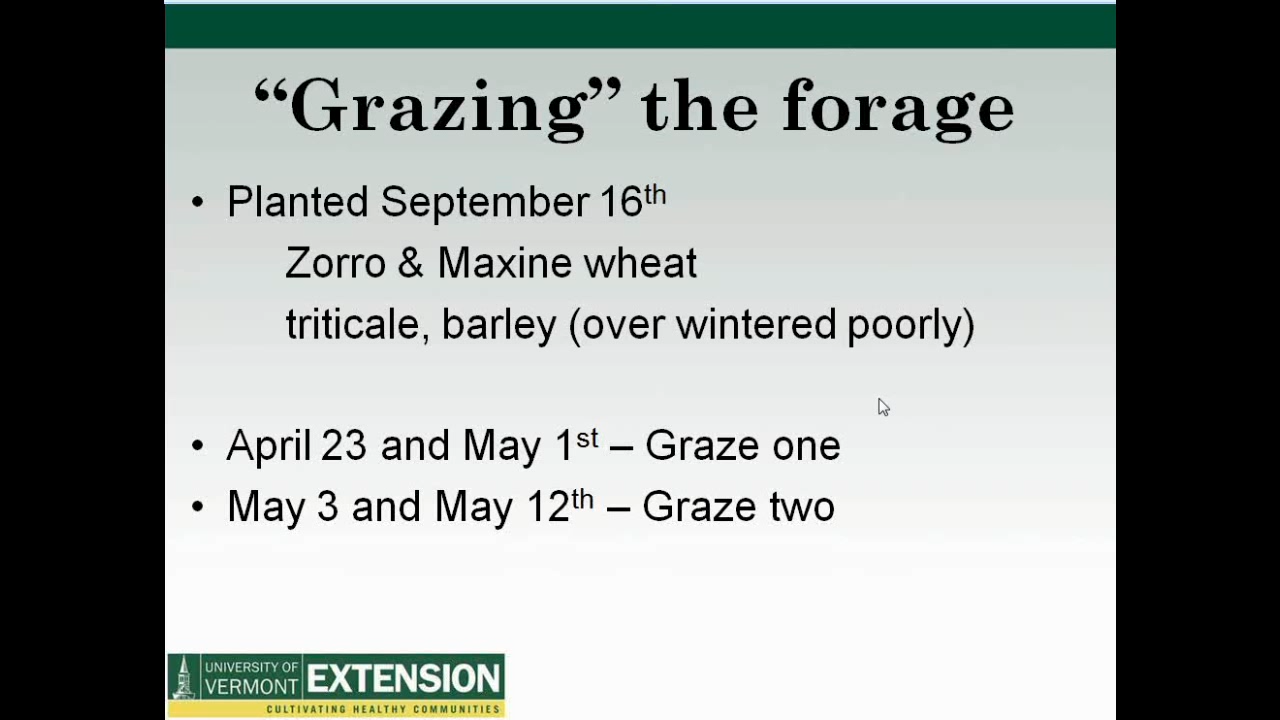 “Grazing” the forage
• Planted September 16th
Zorro & Maxine wheat
triticale, barley (over wintered poorly)
• April 23 and May 1st – Graze one
• May 3 and May 12th – Graze two
UNIVERSITY OF
VERMONT EXTENSION
CULTIVATING HEALTHY COMMUNITIES